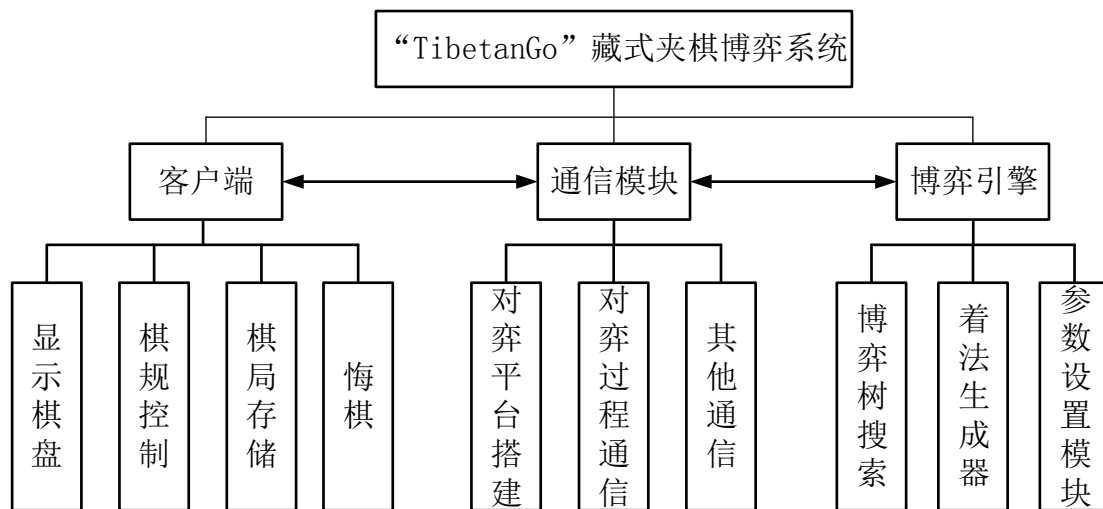 “TibetanGo”藏式夹棋博弈系统
客户端
通信模块
博弈引擎
显示棋盘
棋规控制
棋局存储
悔棋
对弈平台搭建
对弈过程通信
其他通信
博弈树搜索
着法生成器
参数设置模块